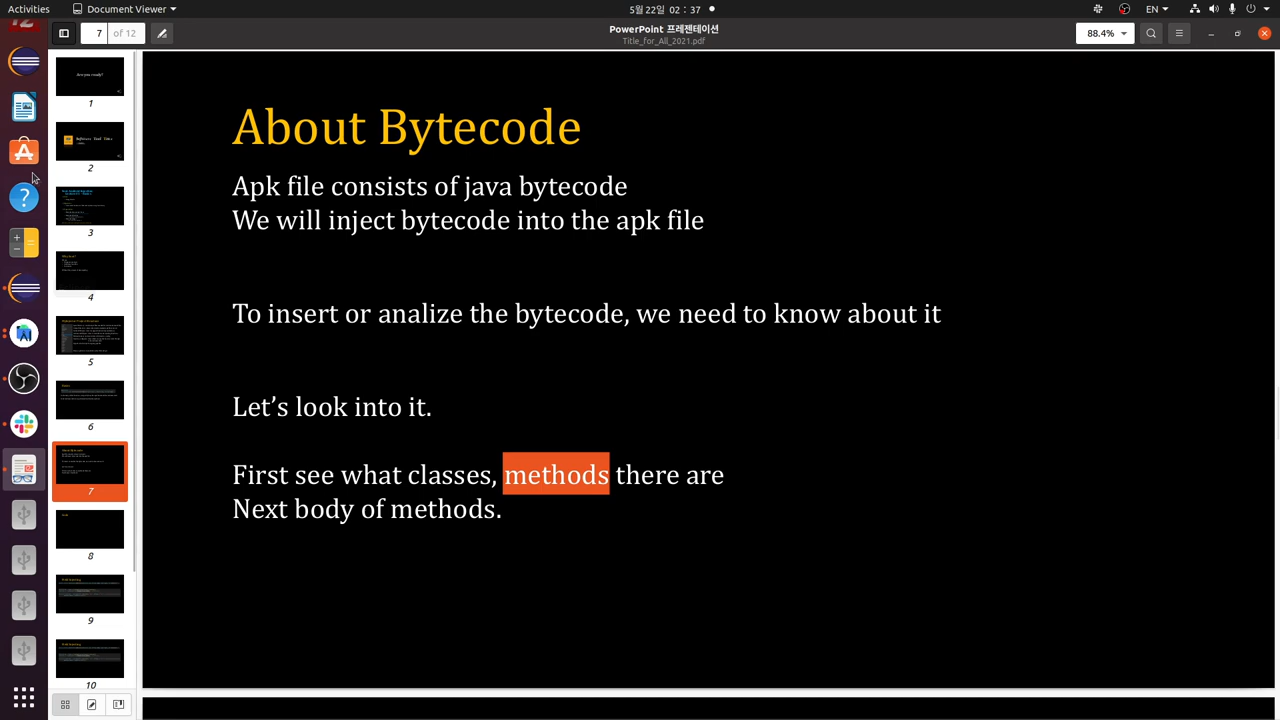 Activities
Document Viewer
5월 22일 02 : 37
EN
7
of 12
PowerPoint 프레젠테이션
Title_for_All_2021.pdf
88.4%
Are you ready?
1
2
3
4
5
6
7
8
9
10
About Bytecode
Apk file consists of java bytecode
We will inject bytecode into the apk file
To insert or analize the bytecode, we need to know about it
Let’s look into it.
First see what classes, methods there are
Next body of methods.